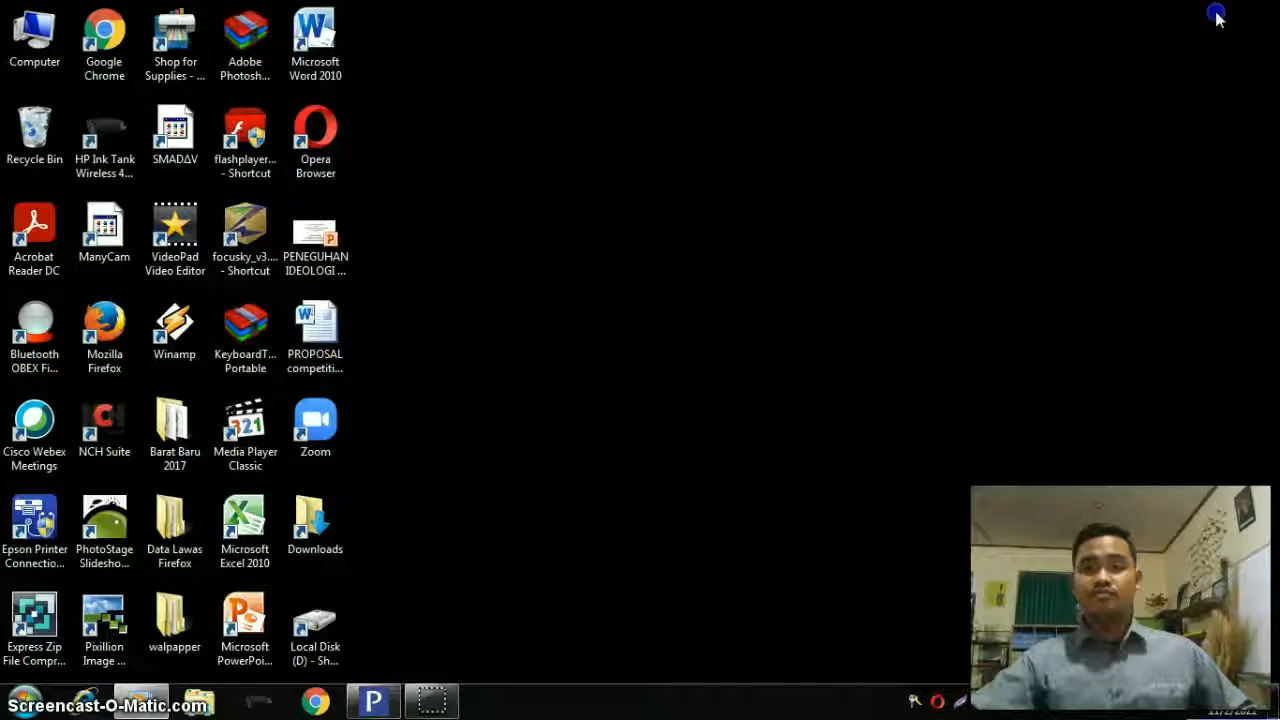 Computer
Google
Chrome
Shop for
Supplies - ...
Adobe
Photosh...
Microsoft
Word 2010
Recycle Bin
HP Ink Tank
Wireless 4...
SMADΔV
flashplayer...
- Shortcut
Opera
Browser
Acrobat
Reader DC
ManyCam
VideoPad
Video Editor
focusky_v3....
- Shortcut
PENEGUHAN
IDEOLOGI ...
Bluetooth
OBEX Fi...
Mozilla
Firefox
Winamp
KeyboardT...
Portable
PROPOSAL
competiti...
Cisco Webex
Meetings
NCH Suite
Barat Baru
2017
321
Media Player
Classic
Zoom
Epson Printer
Connectio...
PhotoStage
Slidesho...
Data Lawas
Firefox
Microsoft
Excel 2010
Downloads
Express Zip
File Compr...
Pixillion
Image ...
walpapper
Microsoft
PowerPoi...
Local Disk
(D) - Sh...
Screencast-O-Matic.com
P